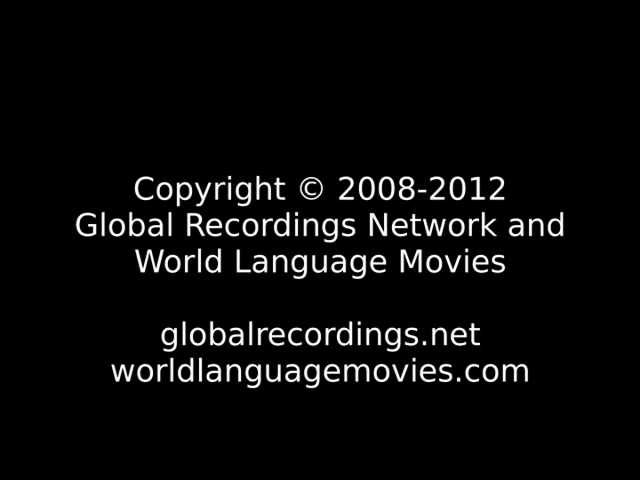 Copyright © 2008-2012
Global Recordings Network and
World Language Movies
globalrecordings.net
worldlanguagemovies.com